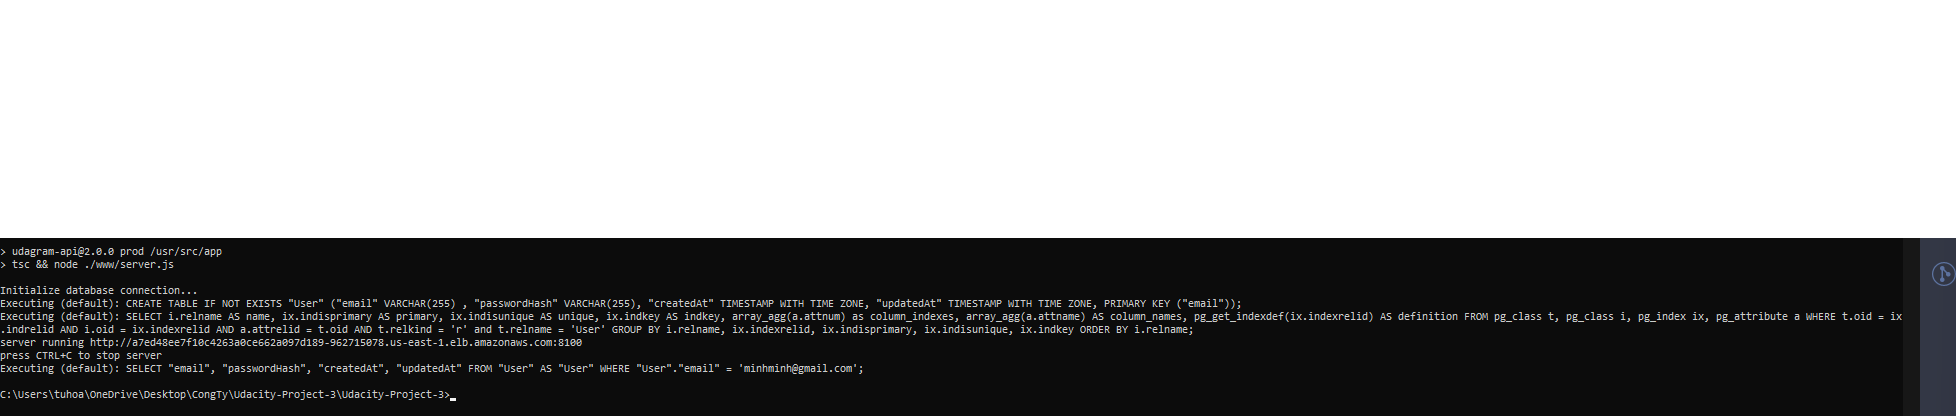 > udagram-api@2.0.0 prod /usr/src/app
> tsc && node ./www/server.js
Initialize database connection...
Executing (default): CREATE TABLE IF NOT EXISTS "User" ("email" VARCHAR(255) , "passwordHash" VARCHAR(255), "createdAt" TIMESTAMP WITH TIME ZONE, "updatedAt" TIMESTAMP WITH TIME ZONE, PRIMARY KEY ("email"));
Executing (default): SELECT i.relname AS name, ix.indisprimary AS primary, ix.indisunique AS unique, ix.indkey AS indkey, array_agg(a.attnum) as column_indexes, array_agg(a.attname) AS column_names, pg_get_indexdef(ix.indexrelid) AS definition FROM pg_class t, pg_class i, pg_index ix, pg_attribute a WHERE t.oid = ix
.indrelid AND i.oid = ix.indexrelid AND a.attrelid = t.oid AND t.relkind = 'r' and t.relname = 'User' GROUP BY i.relname, ix.indexrelid, ix.indisprimary, ix.indisunique, ix.indkey ORDER BY i.relname;
server running http://a7ed48ee7f10c4263a0ce662a097d189-962715078.us-east-1.elb.amazonaws.com:8100
press CTRL+C to stop server
Executing (default): SELECT "email", "passwordHash", "createdAt", "updatedAt" FROM "User" AS "User" WHERE "User"."email" = 'minhminh@gmail.com';
C:\Users\tuhoa\OneDrive\Desktop\CongTy\Udacity-Project-3\Udacity-Project-3>